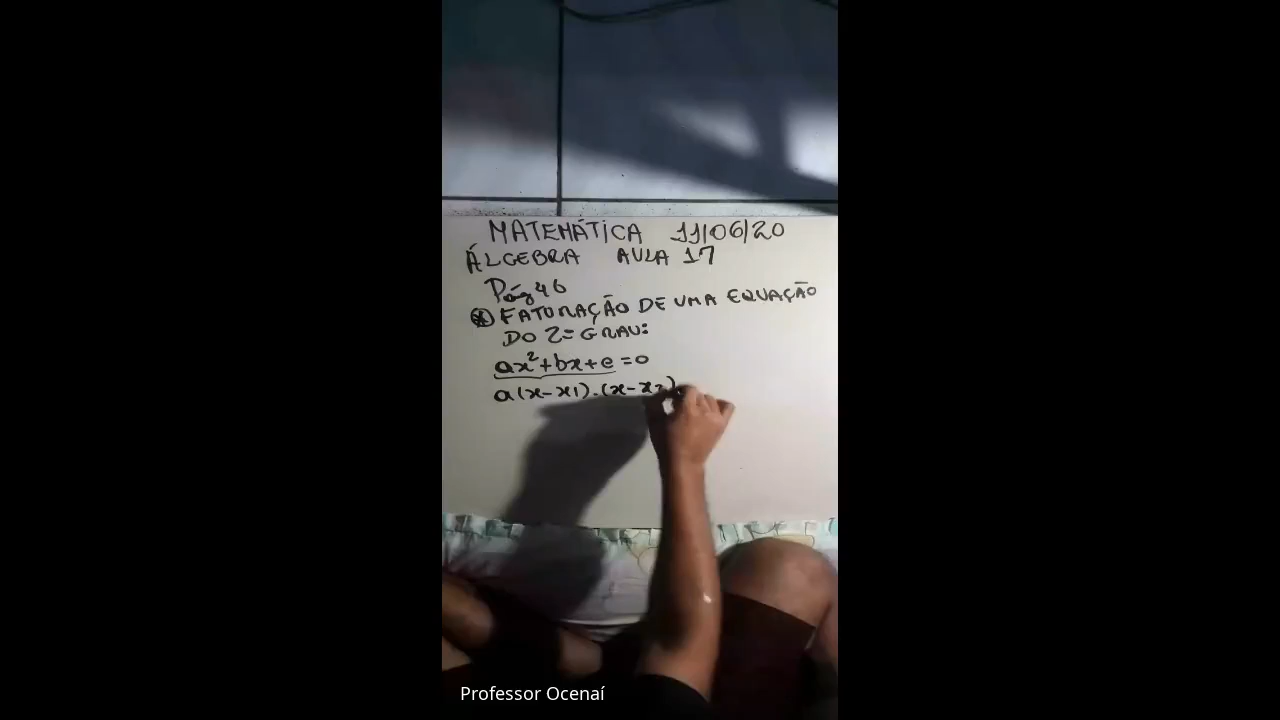 MATEMÁTICA 11/06/20
ÁLGEBRA AULA 17
Pág 46
* FATORAÇÃO DE UMA EQUAÇÃO
DO 2º GRAU:
ax²+bx+c=0
a(x-x1).(x-x2)
Professor Ocenaí